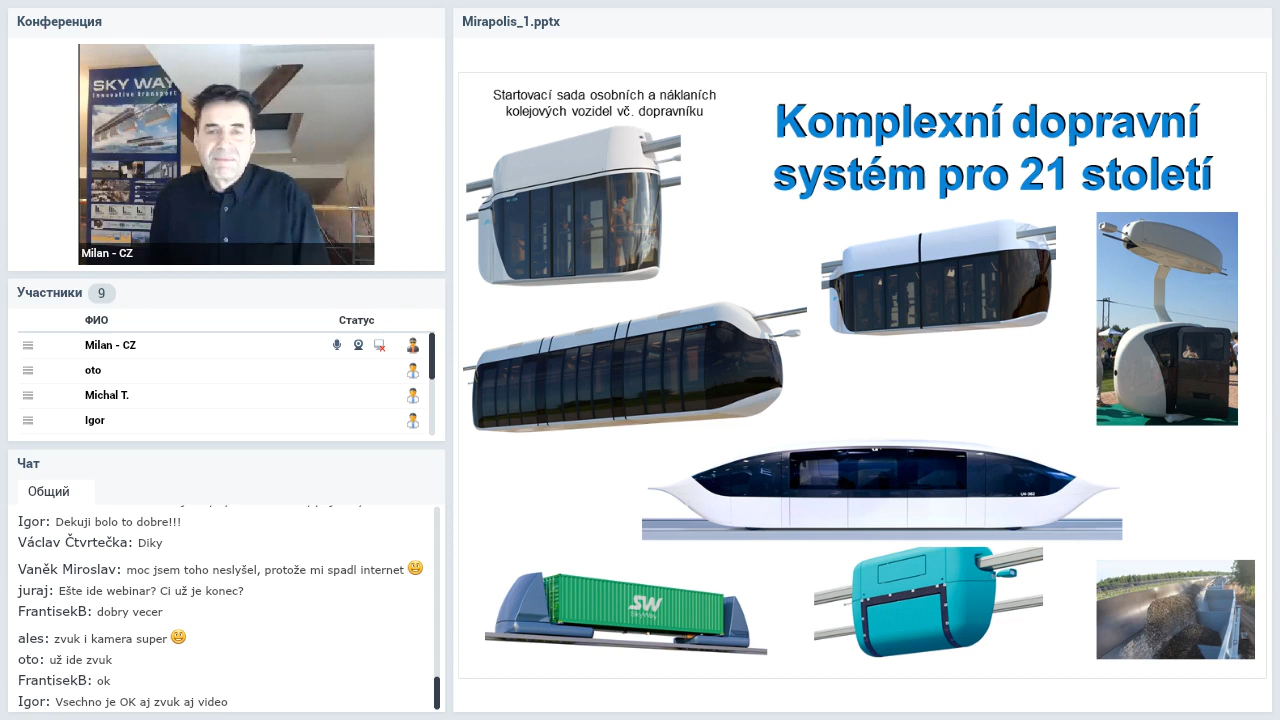 Конференция
SKY WAY
Innovative transport
Milan - CZ
Участники 9
ФИО Статус
Milan - CZ
oto
Michal T.
Igor
Чат
Общий
Igor: Dekuji bolo to dobre!!!
Václav Čtvrtečka: Diky
Vaněk Miroslav: moc jsem toho neslyšel, protože mi spadl internet
juraj: Ešte ide webinar? Ci už je konec?
FrantisekB: dobry vecer
ales: zvuk i kamera super
oto: už ide zvuk
FrantisekB: ok
Igor: Vsechno je OK aj zvuk aj video
Mirapolis_1.pptx
Startovací sada osobních a náklaních
kolejových vozidel vč. dopravníku
Komplexní dopravní
systém pro 21 století
SW
SkyWay